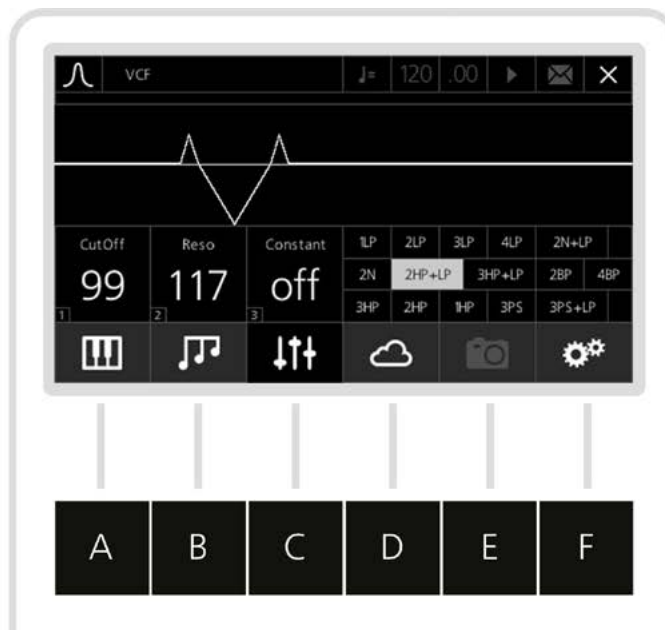 VCF ♩= 120 .00
CutOff Reso Constant 1LP 2LP 3LP 4LP 2N+LP
99 117 off 2N 2HP+LP 3HP+LP 2BP 4BP
1 2 3 3HP 2HP 1HP 3PS 3PS+LP
A B C D E F